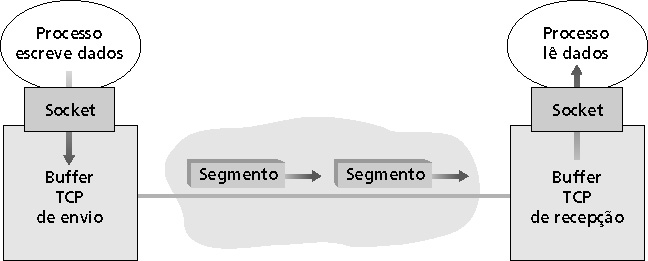 Processo
escreve dados
Socket
Buffer
TCP
de envio
Segmento
Segmento
Processo
lê dados
Socket
Buffer
TCP
de recepção